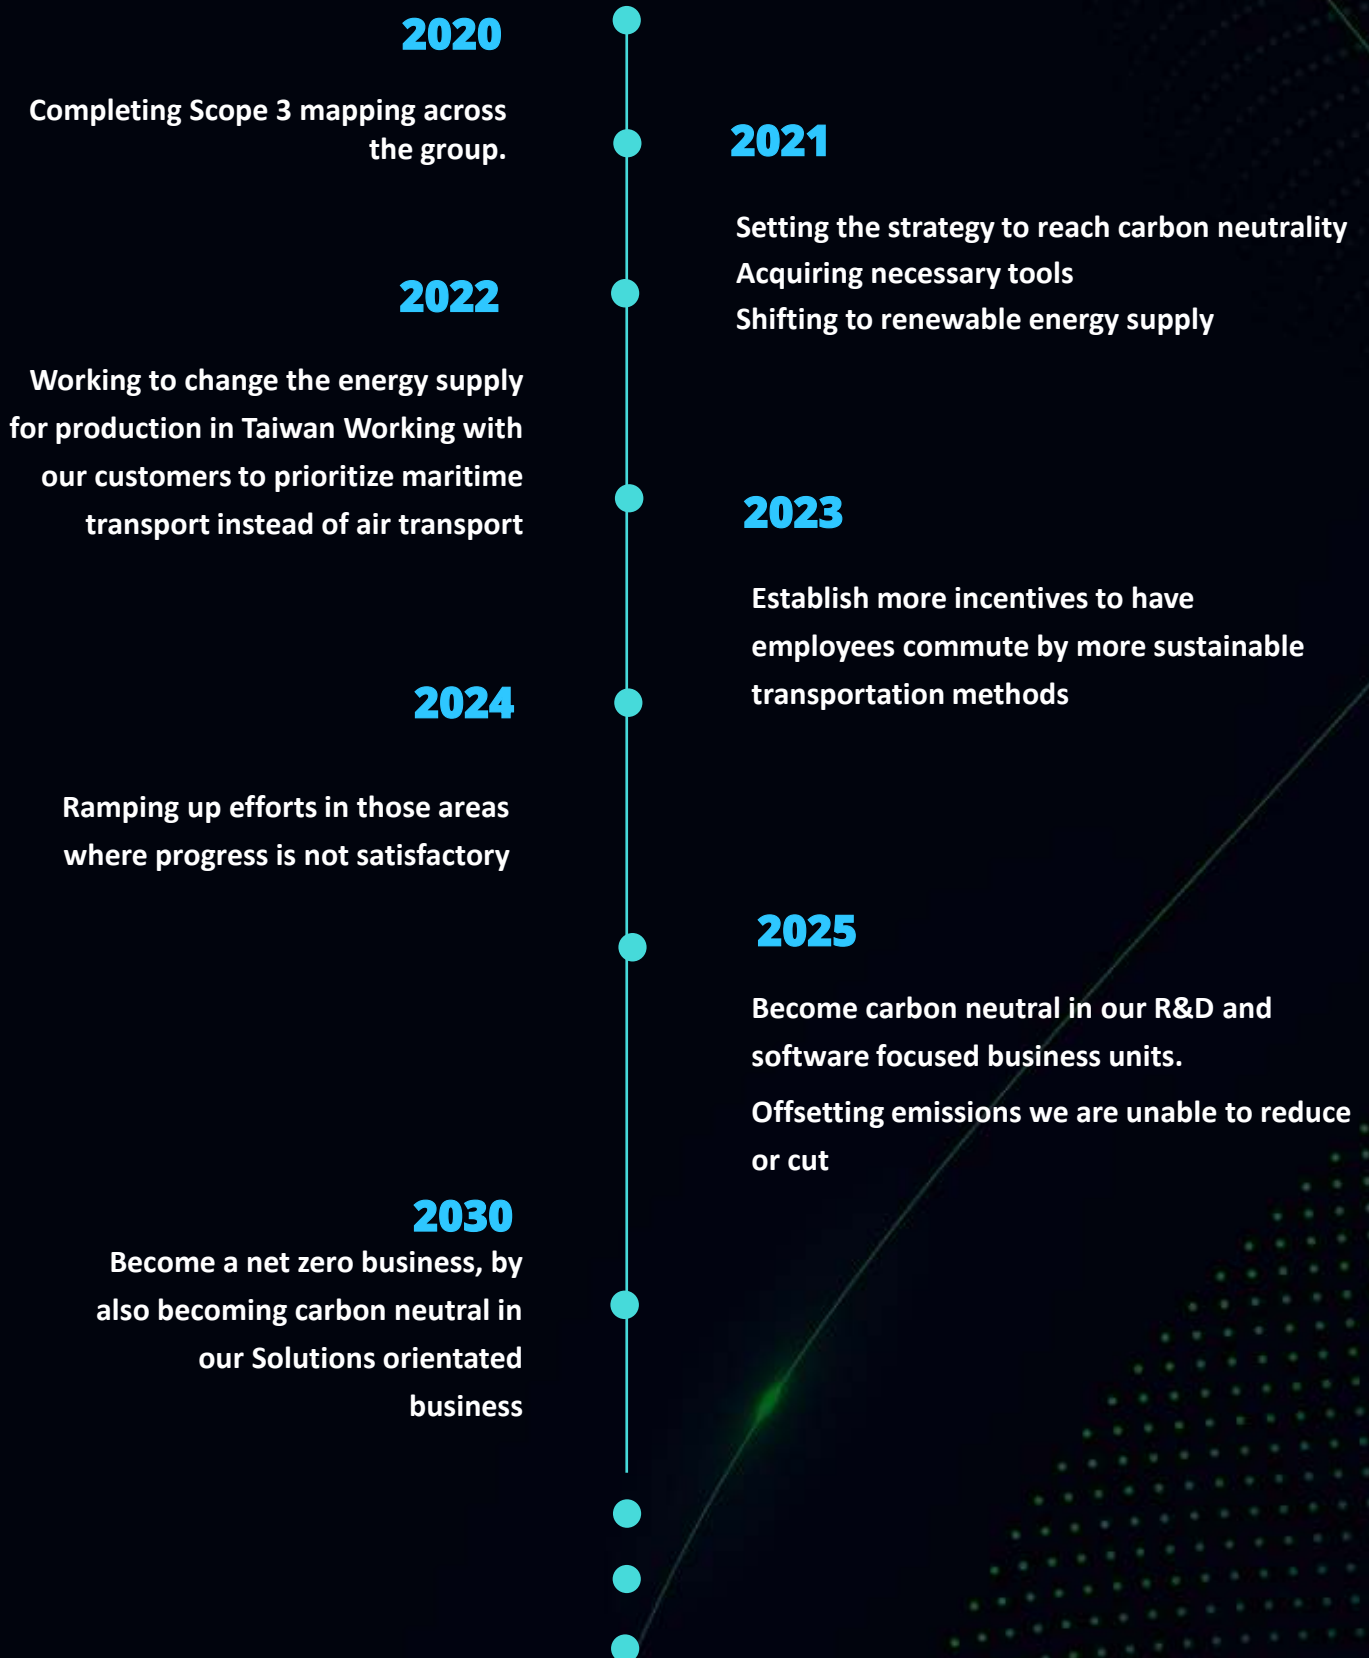 2020
Completing Scope 3 mapping across
the group.
2021
Setting the strategy to reach carbon neutrality
Acquiring necessary tools
Shifting to renewable energy supply
2022
Working to change the energy supply
for production in Taiwan Working with
our customers to prioritize maritime
transport instead of air transport
2023
Establish more incentives to have
employees commute by more sustainable
transportation methods
2024
Ramping up efforts in those areas
where progress is not satisfactory
2025
Become carbon neutral in our R&D and
software focused business units.
Offsetting emissions we are unable to reduce
or cut
2030
Become a net zero business, by
also becoming carbon neutral in
our Solutions orientated
business